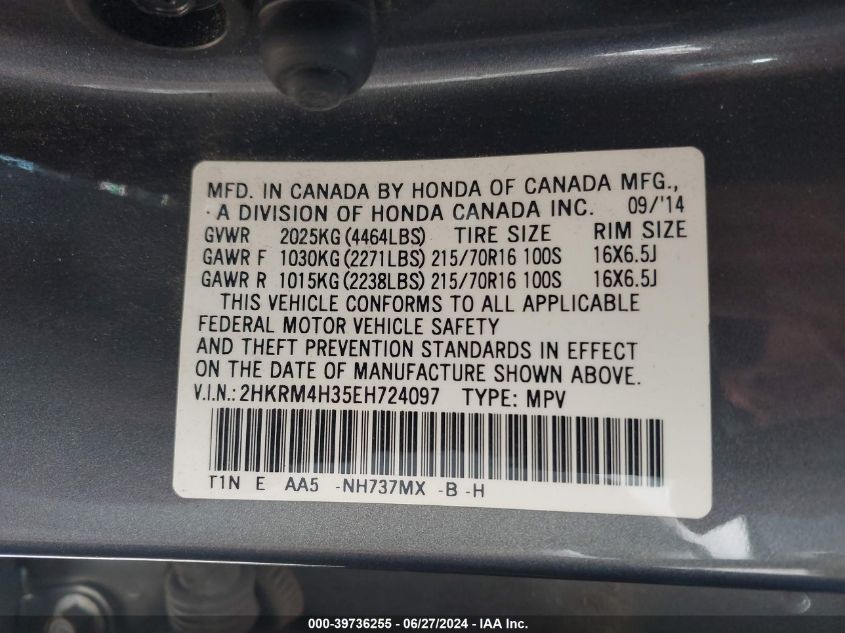 MFD. IN CANADA BY HONDA OF CANADA MFG.,
A DIVISION OF HONDA CANADA INC. 09/'14
GVWR 2025KG (4464LBS) TIRE SIZE RIM SIZE
GAWR F 1030KG (2271LBS) 215/70R16 100S 16X6.5J
GAWR R 1015KG (2238LBS) 215/70R16 100S 16X6.5J
THIS VEHICLE CONFORMS TO ALL APPLICABLE
FEDERAL MOTOR VEHICLE SAFETY
AND THEFT PREVENTION STANDARDS IN EFFECT
ON THE DATE OF MANUFACTURE SHOWN ABOVE.
V.I.N.: 2HKRM4H35EH724097 TYPE: MPV
T1N E AA5 -NH737MX -B -H
000-39736255 - 06/27/2024 - IAA Inc.